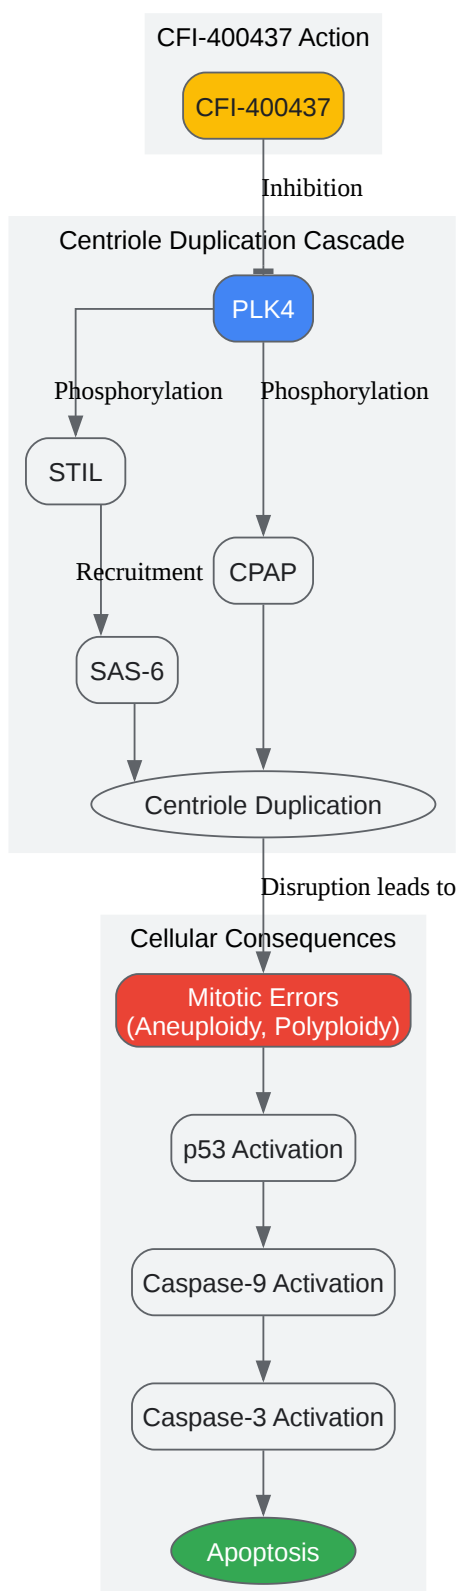 CFI-400437 Action
CFI-400437
Inhibition
Centriole Duplication Cascade
PLK4
Phosphorylation
Phosphorylation
STIL
Recruitment
CPAP
SAS-6
Centriole Duplication
Disruption leads to
Cellular Consequences
Mitotic Errors
(Aneuploidy, Polyploidy)
p53 Activation
Caspase-9 Activation
Caspase-3 Activation
Apoptosis